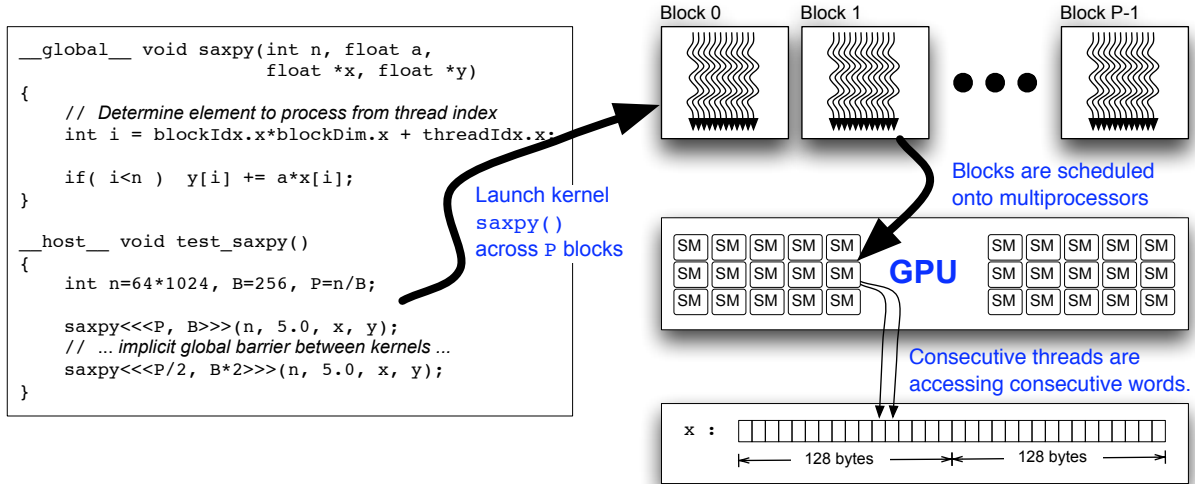 __global__ void saxpy(int n, float a,
float *x, float *y)
{
// Determine element to process from thread index
int i = blockIdx.x*blockDim.x + threadIdx.x;
if( i<n )  y[i] += a*x[i];
}
__host__ void test_saxpy()
{
int n=64*1024, B=256, P=n/B;
saxpy<<<P, B>>>(n, 5.0, x, y);
// ... implicit global barrier between kernels ...
saxpy<<<P/2, B*2>>>(n, 5.0, x, y);
}
Launch kernel
saxpy()
across P blocks
Block 0
Block 1
Block P-1
Blocks are scheduled
onto multiprocessors
SM SM SM SM SM
SM SM SM SM SM
SM SM SM SM SM
GPU
SM SM SM SM SM
SM SM SM SM SM
SM SM SM SM SM
Consecutive threads are
accessing consecutive words.
x :
128 bytes
128 bytes